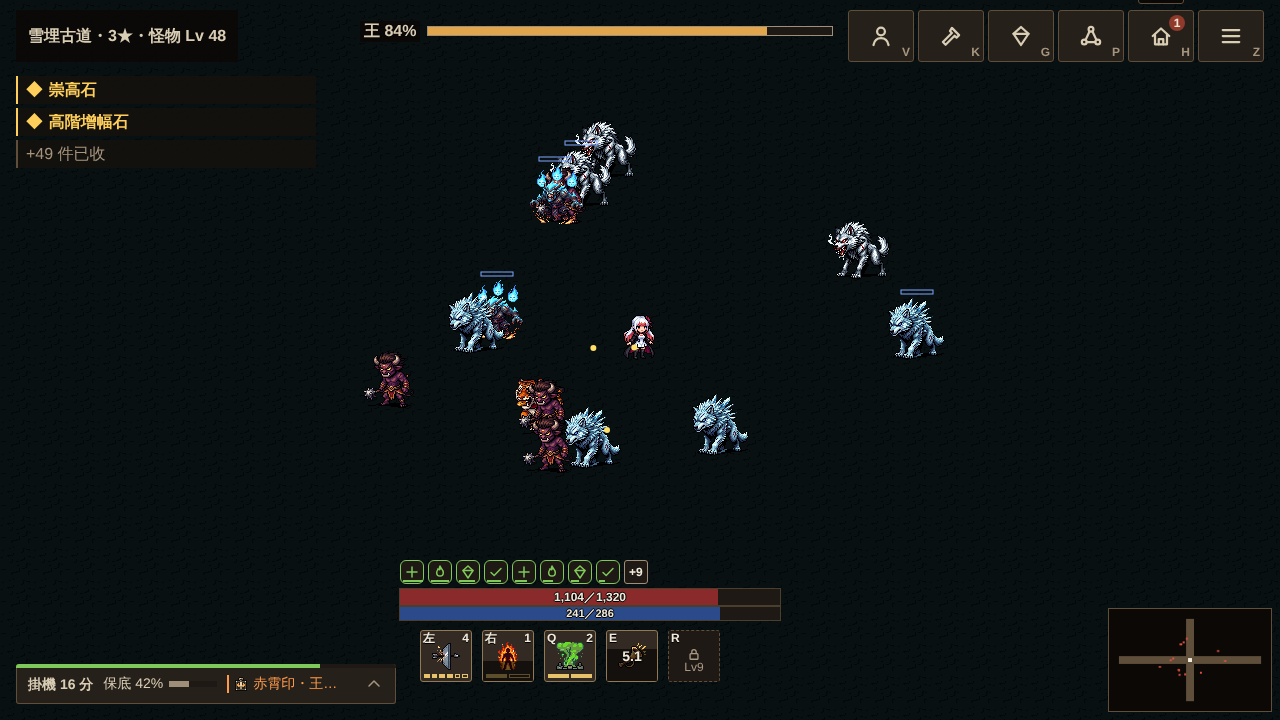 雪埋古道・3★・怪物 Lv 48
王 84%
V
K
G
P
1
H
Z
崇高石
高階增幅石
+49 件已收
+9
1,104／1,320
241／286
左 4
右 1
Q 2
E
5.1
R
Lv9
掛機 16 分 保底 42% 赤霄印・王…